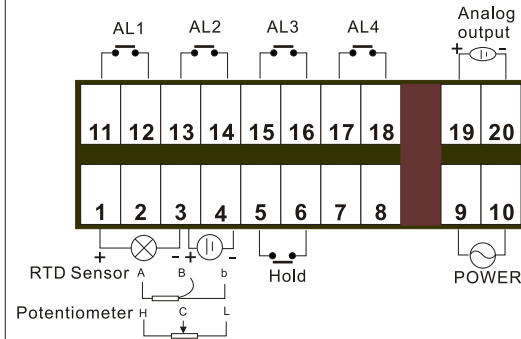 Analog
AL1 AL2 AL3 AL4 output
+ -
11 12 13 14 15 16 17 18 19 20
1 2 3 4 5 6 7 8 9 10
+ - + -
RTD Sensor A B b Hold POWER
Potentiometer H C L